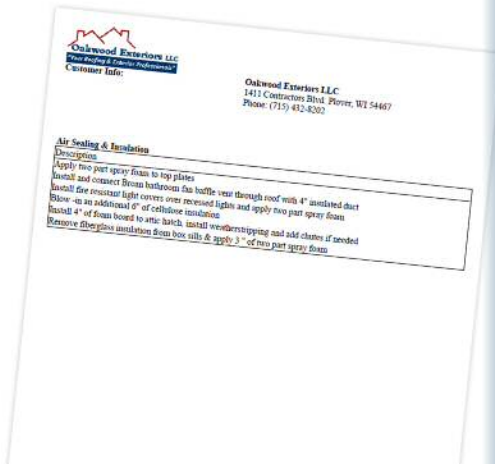 Oakwood Exteriors LLC
"Your Roofing & Exterior Professionals"
Customer Info:
Oakwood Exteriors LLC
1411 Contractors Blvd. Plover, WI 54467
Phone: (715) 432-8202
Air Sealing & Insulation
Description
Apply two part spray foam to top plates
Install and connect Broan bathroom fan baffle vent through roof with 4" insulated duct
Install fire resistant light covers over recessed lights and apply two part spray foam
Blow -in an additional 6" of cellulose insulation
Install 4" of foam board to attic hatch, install weatherstripping and add chutes if needed
Remove fiberglass insulation from box sills & apply 3 " of two part spray foam